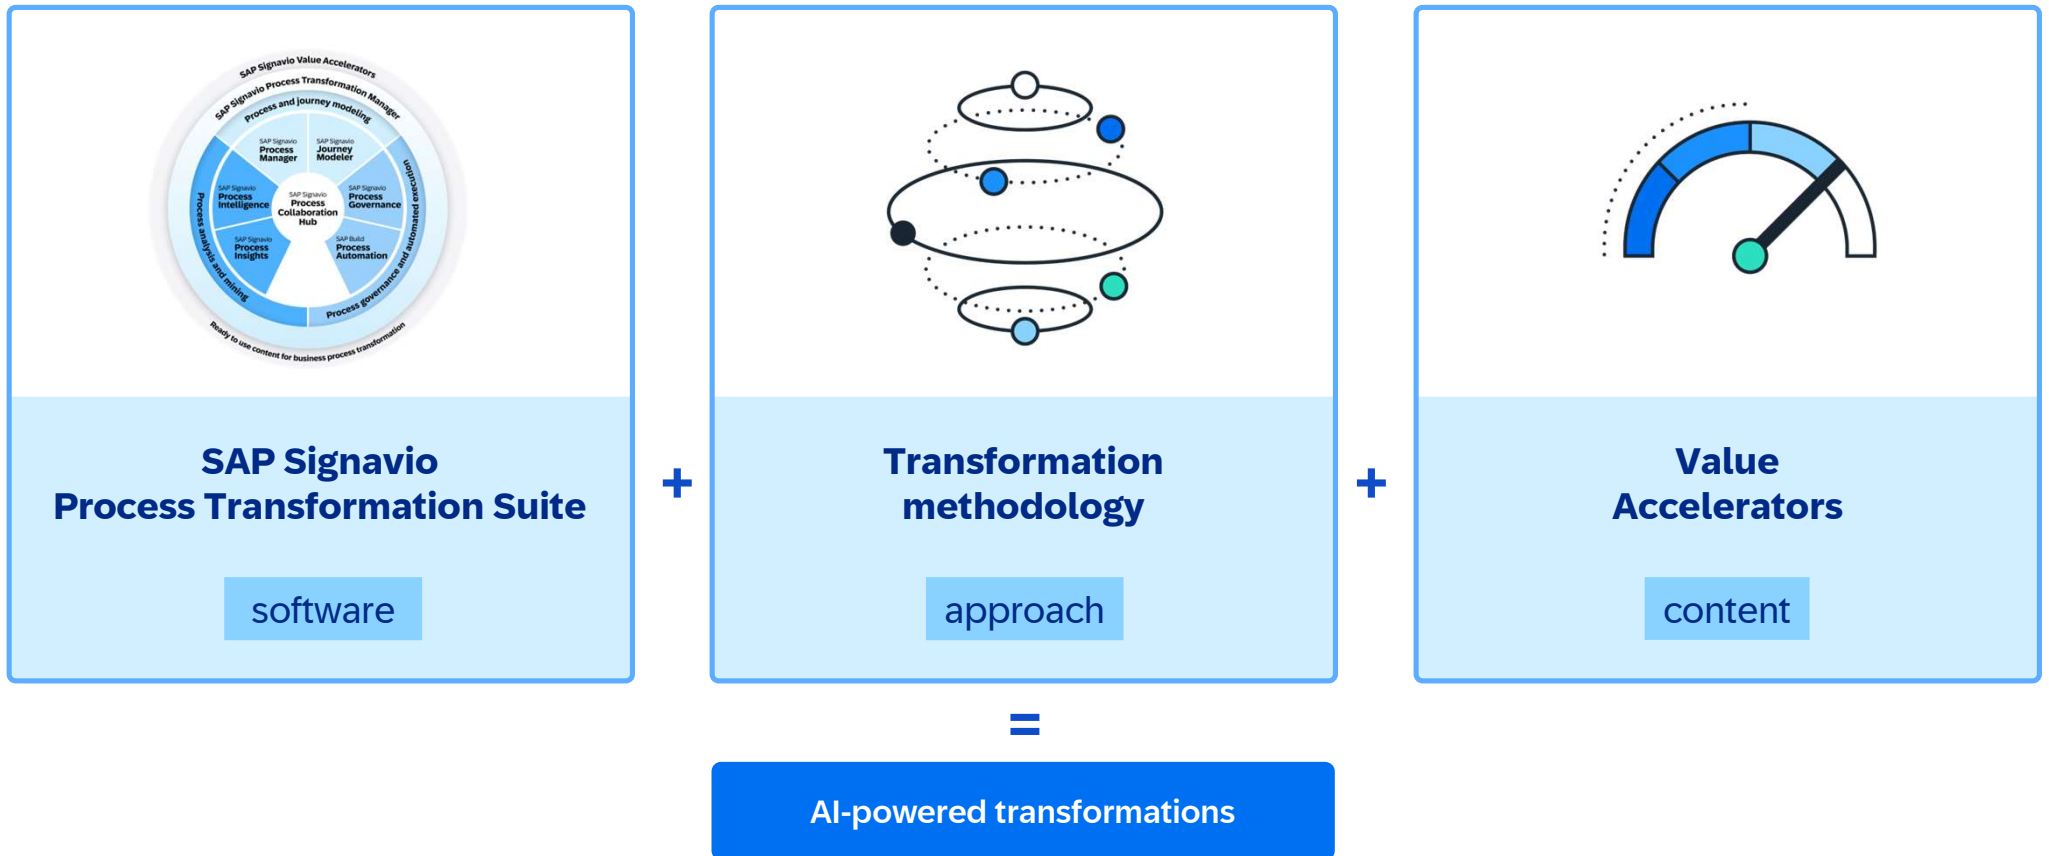 SAP Signavio Value Accelerators
SAP Signavio Process Transformation Manager
Process and journey modeling
SAP Signavio
Process
Manager
SAP Signavio
Journey
Modeler
SAP Signavio
Process
Intelligence
SAP Signavio
Process
Collaboration
Hub
SAP Signavio
Process
Governance
SAP Signavio
Process
Insights
SAP Build
Process
Automation
Process analysis and mining
Process governance and automated execution
Ready to use content for business process transformation
SAP Signavio
Process Transformation Suite
software
+
Transformation
methodology
approach
+
Value
Accelerators
content
=
AI-powered transformations